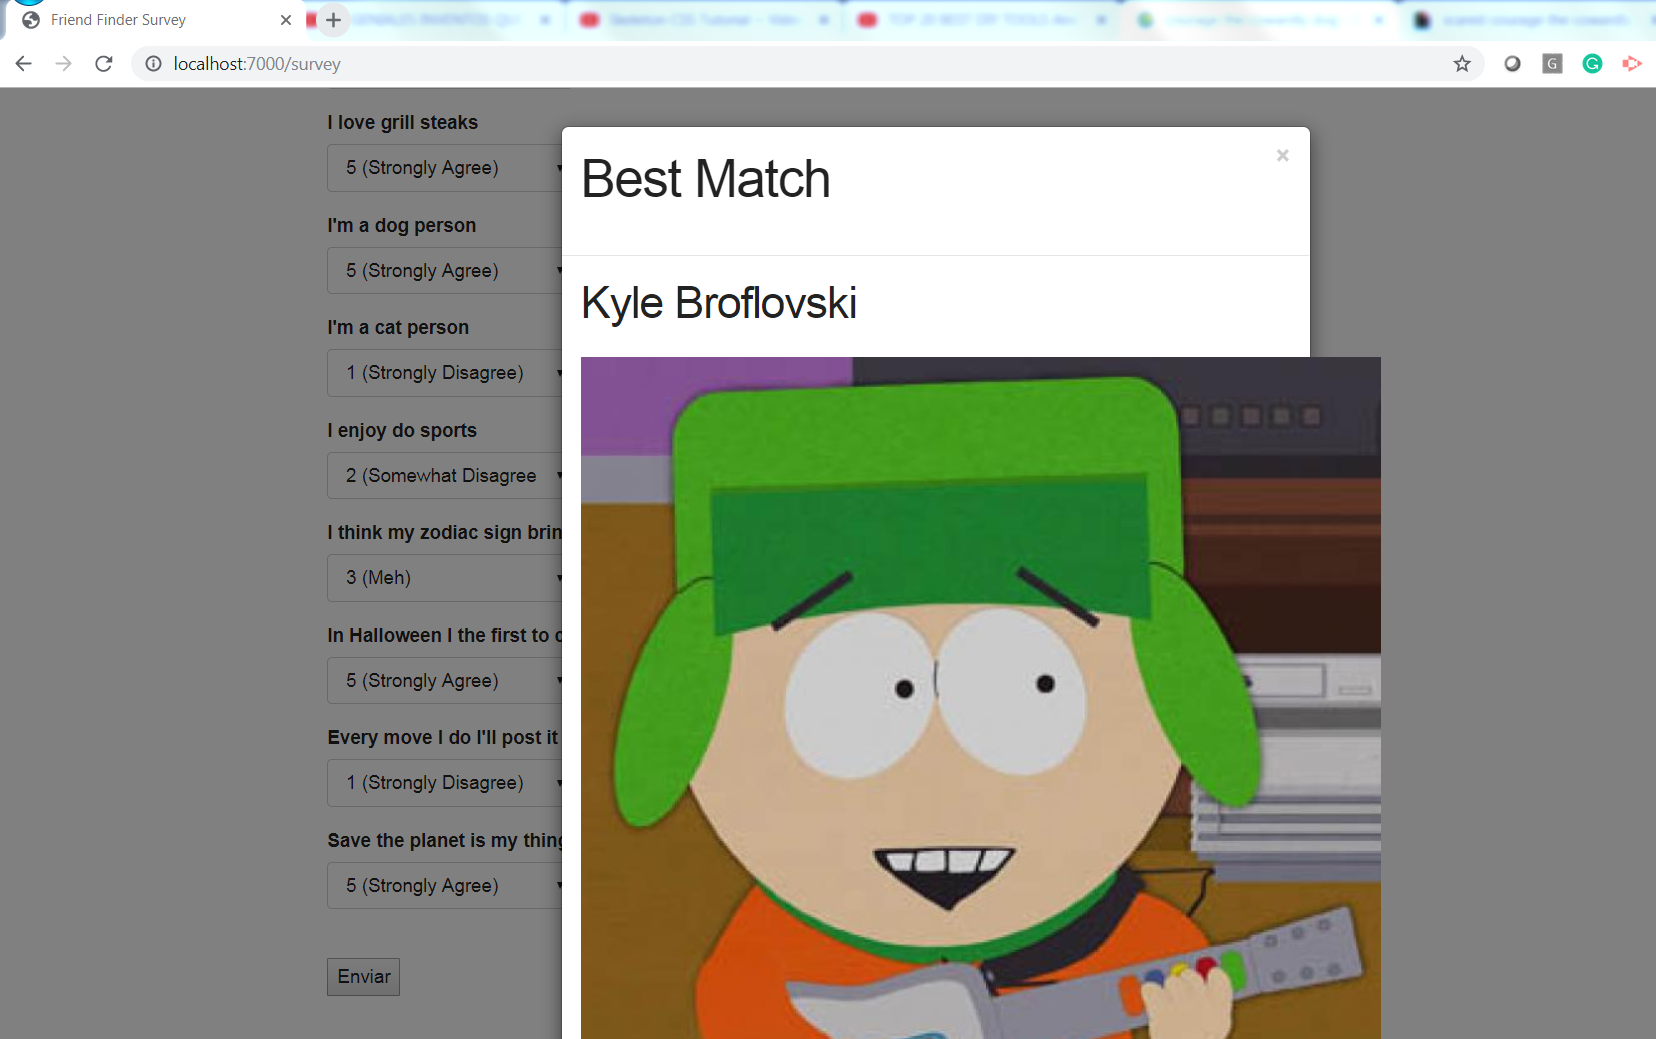 Friend Finder Survey
localhost:7000/survey
I love grill steaks
5 (Strongly Agree)
I'm a dog person
5 (Strongly Agree)
I'm a cat person
1 (Strongly Disagree)
I enjoy do sports
2 (Somewhat Disagree
I think my zodiac sign brin
3 (Meh)
In Halloween I the first to
5 (Strongly Agree)
Every move I do I'll post it
1 (Strongly Disagree)
Save the planet is my thing
5 (Strongly Agree)
Enviar
Best Match
×
Kyle Broflovski